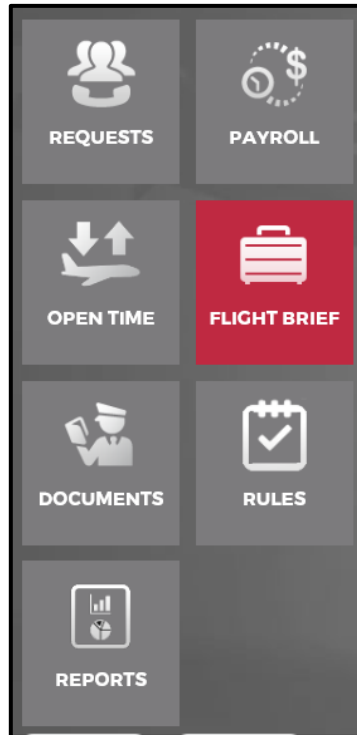 REQUESTS
PAYROLL
OPEN TIME
FLIGHT BRIEF
DOCUMENTS
RULES
REPORTS